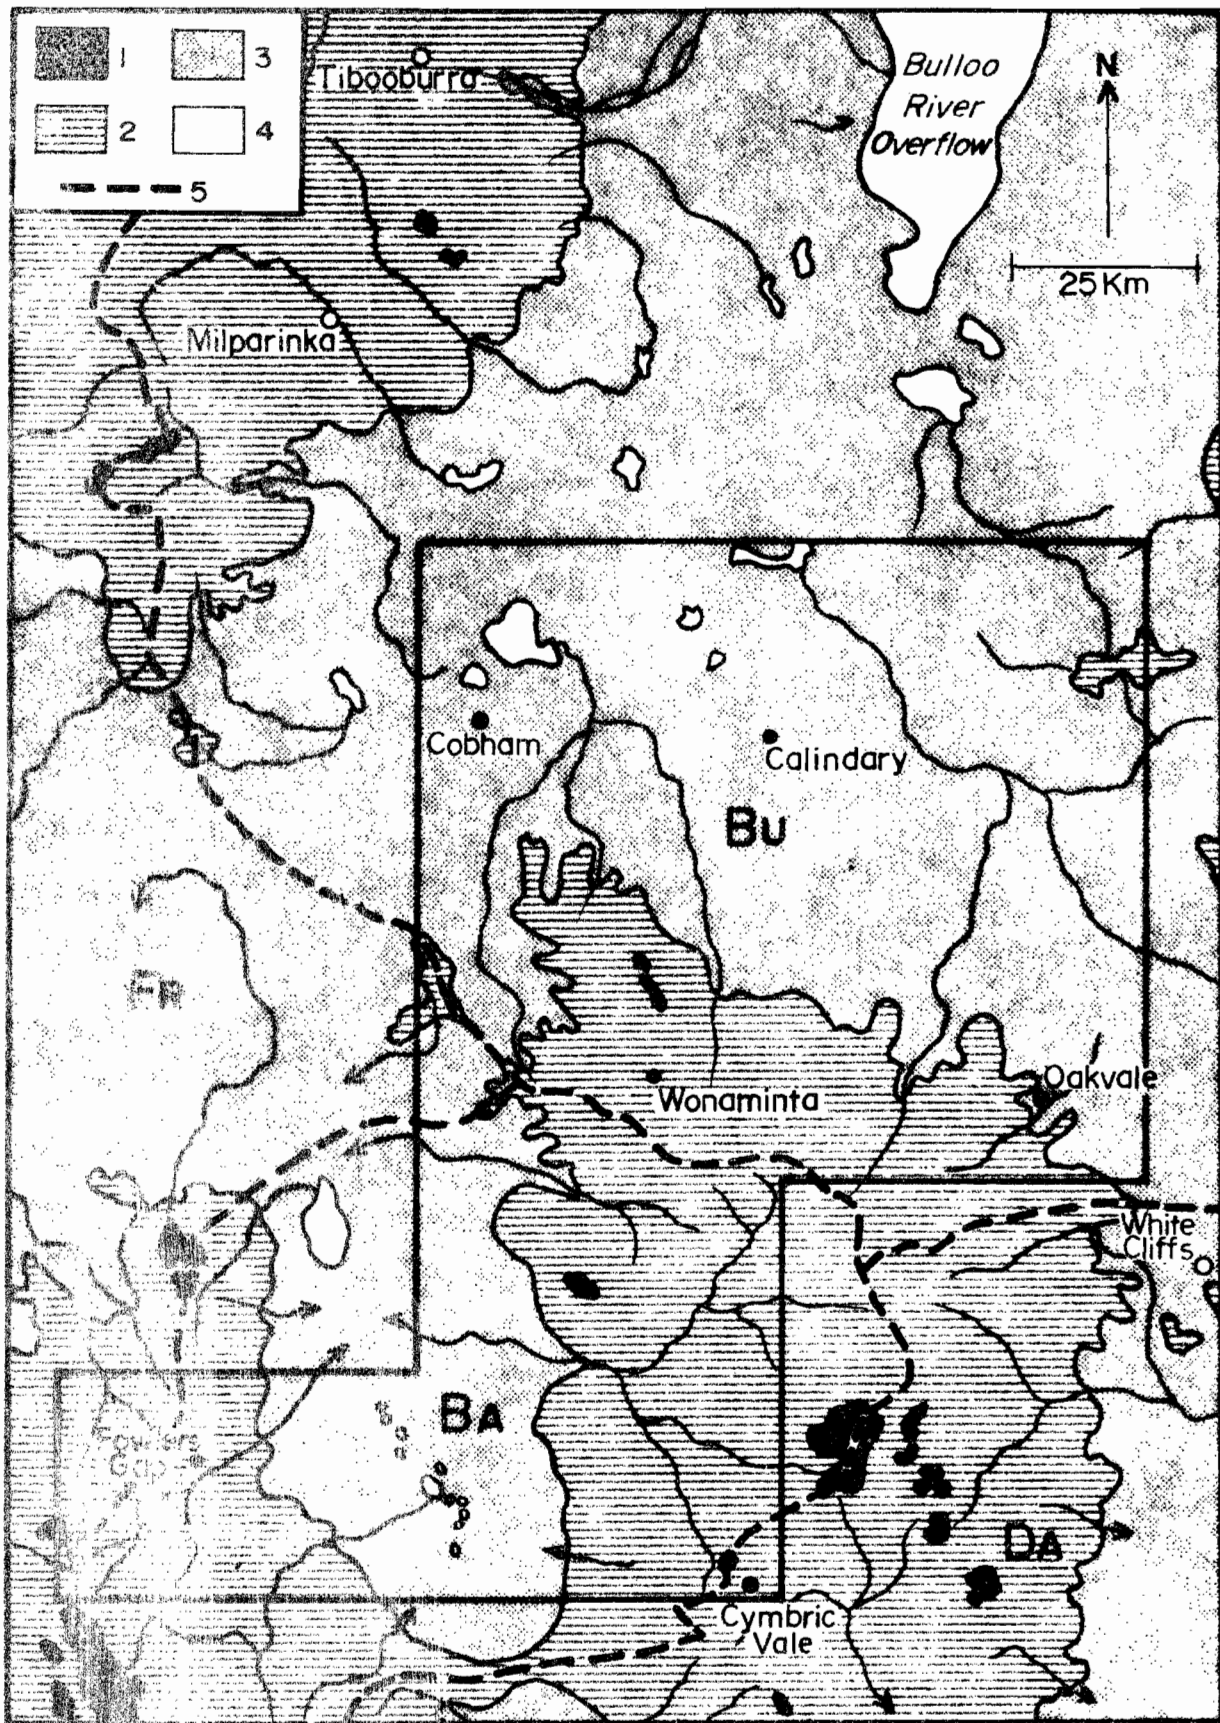 1
3
2
4
5
Tibooburra
Bulloo
River
Overflow
N
25 Km
Milparinka
Cobham
Calindary
BU
FR
Oakvale
Wonaminta
White
Cliffs
BA
Fowlers
Gap
DA
Cymbric
Vale